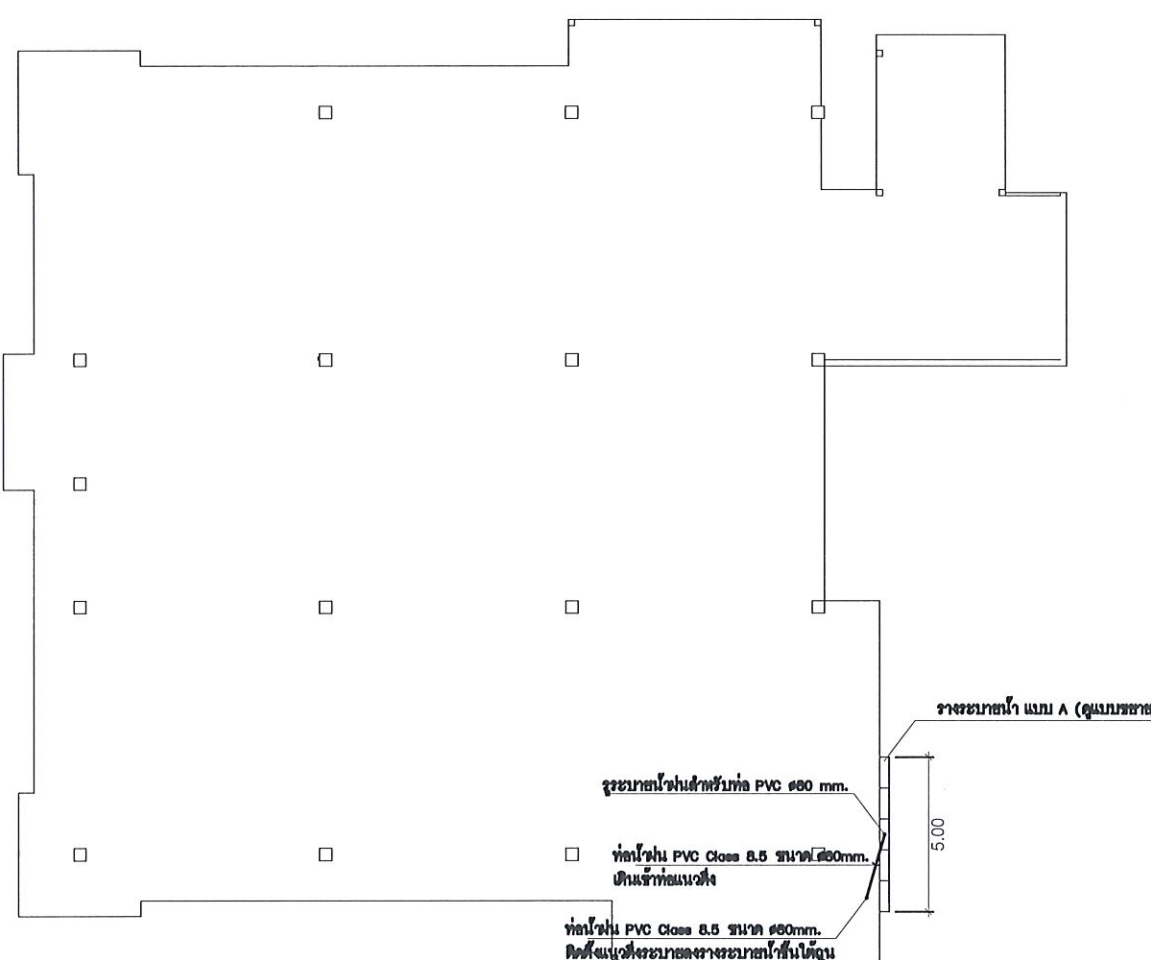 รางระบายน้ำ แบบ A (ดูแบบขยาย
รูระบายน้ำฝนสำหรับท่อ PVC ø80 mm.
5.00
ท่อน้ำฝน PVC Class 8.5 ขนาด ø80mm.
เดินเข้าท่อแนวดิ่ง
ท่อน้ำฝน PVC Class 8.5 ขนาด ø80mm.
ติดตั้งแนวดิ่งระบายลงรางระบายน้ำชั้นใต้ถุน